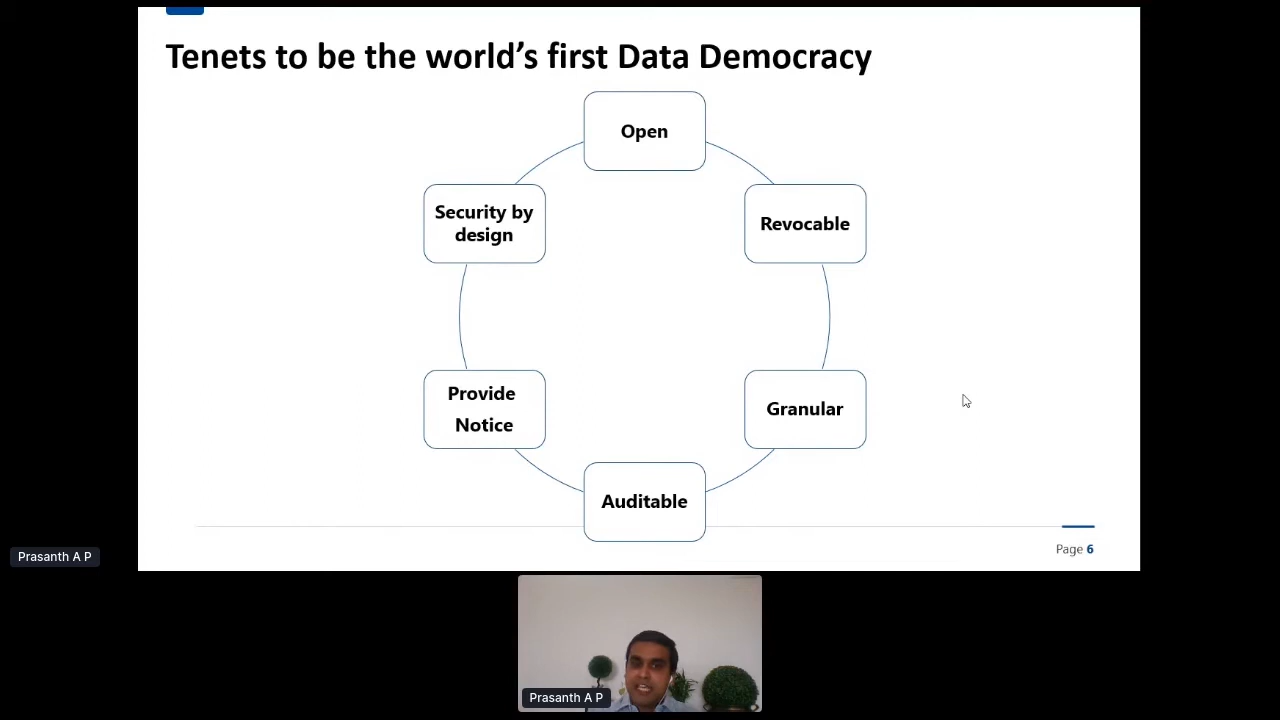 Tenets to be the world’s first Data Democracy
Open
Revocable
Granular
Auditable
Provide
Notice
Security by
design
Page 6
Prasanth A P
Prasanth A P